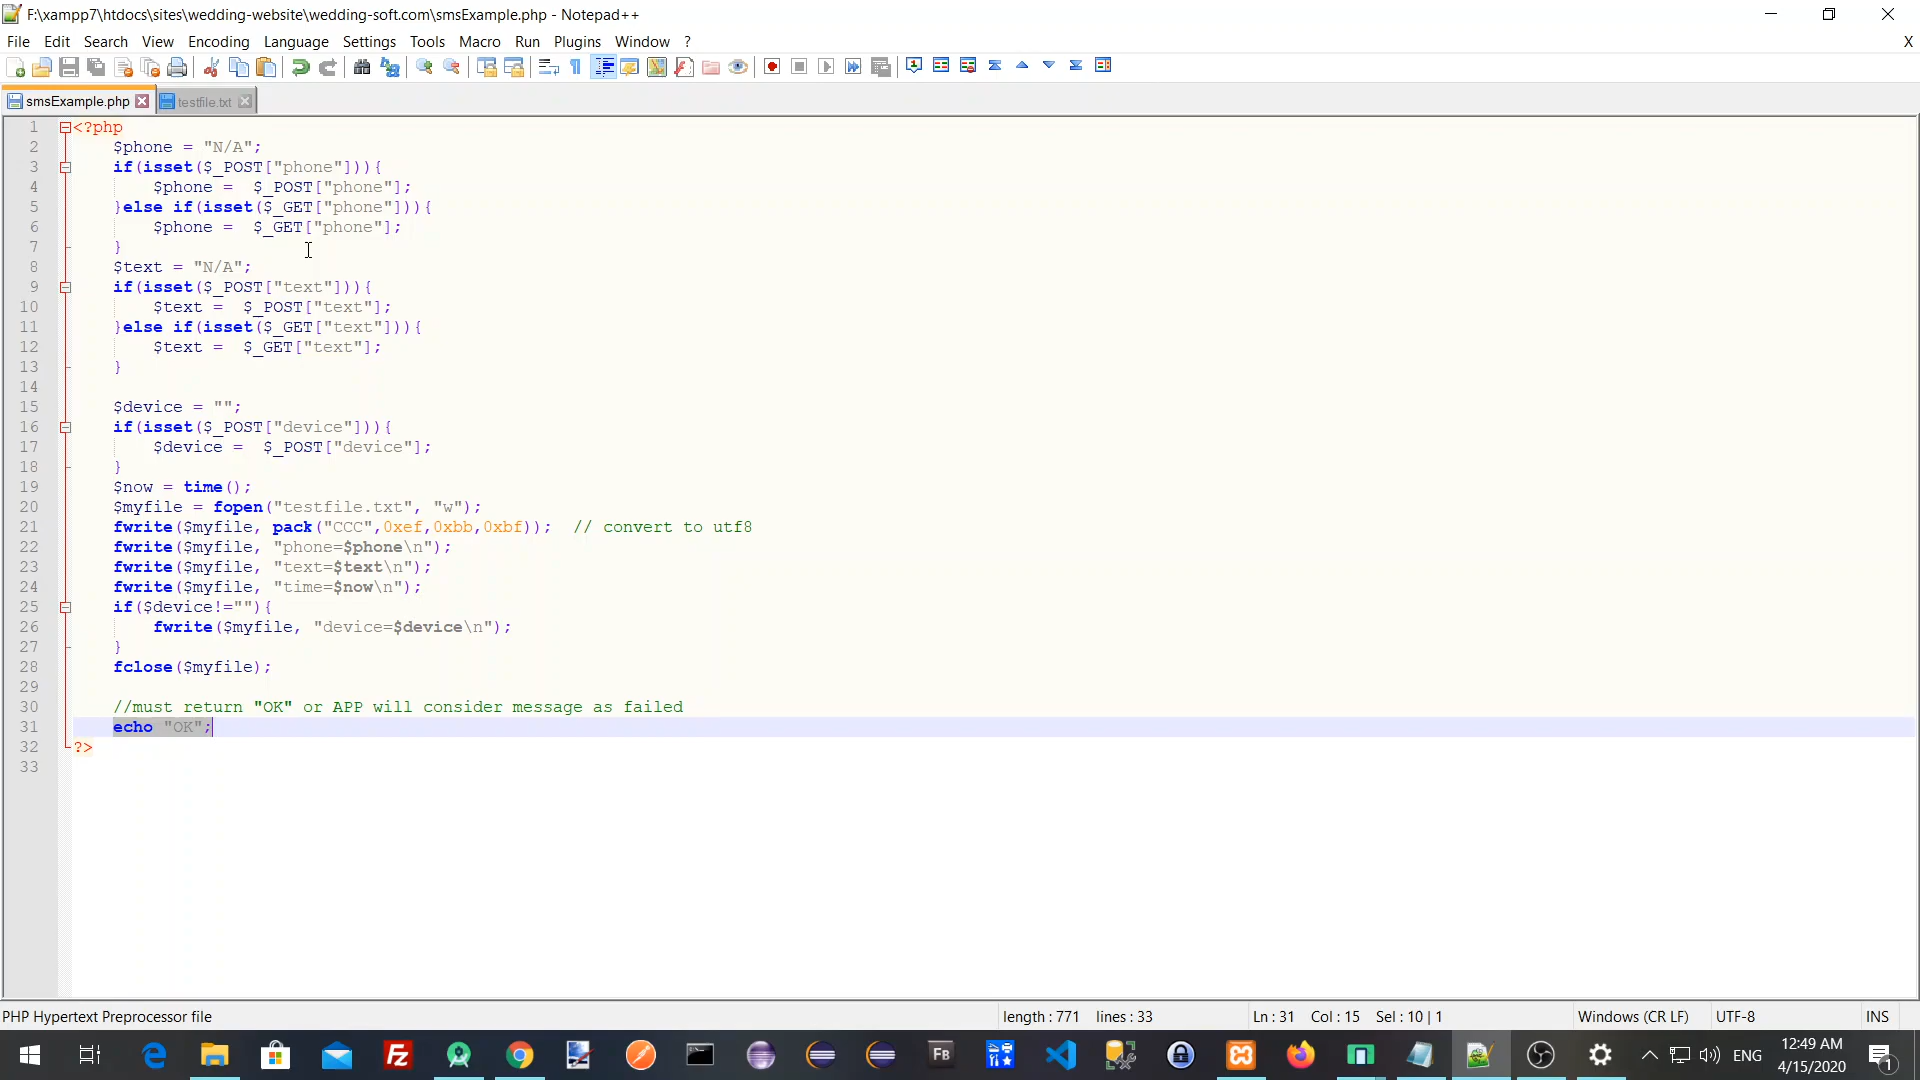 F:\xampp7\htdocs\sites\wedding-website\wedding-soft.com\smsExample.php - Notepad++
File Edit Search View Encoding Language Settings Tools Macro Run Plugins Window ?
X
smsExample.php testfile.txt
1 <?php
2 $phone = "N/A";
3 if(isset($_POST["phone"])){
4 $phone =  $_POST["phone"];
5 }else if(isset($_GET["phone"])){
6 $phone =  $_GET["phone"];
7 }
8 $text = "N/A";
9 if(isset($_POST["text"])){
10 $text =  $_POST["text"];
11 }else if(isset($_GET["text"])){
12 $text =  $_GET["text"];
13 }
14
15 $device = "";
16 if(isset($_POST["device"])){
17 $device =  $_POST["device"];
18 }
19 $now = time();
20 $myfile = fopen("testfile.txt", "w");
21 fwrite($myfile, pack("CCC",0xef,0xbb,0xbf));  // convert to utf8
22 fwrite($myfile, "phone=$phone\n");
23 fwrite($myfile, "text=$text\n");
24 fwrite($myfile, "time=$now\n");
25 if($device!=""){
26 fwrite($myfile, "device=$device\n");
27 }
28 fclose($myfile);
29
30 //must return "OK" or APP will consider message as failed
31 echo "OK";
32 ?>
33
PHP Hypertext Preprocessor file length : 771 lines : 33 Ln : 31 Col : 15 Sel : 10 | 1 Windows (CR LF) UTF-8 INS
Fz FB ENG 12:49 AM
4/15/2020 1